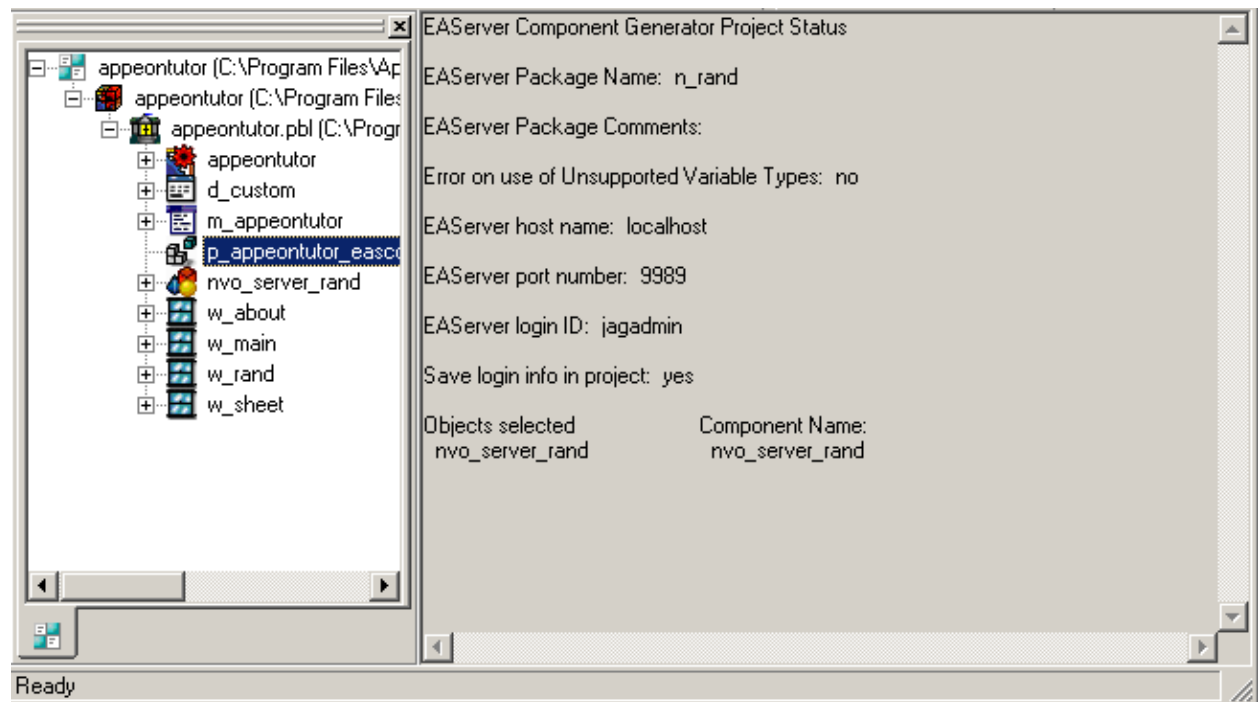 appeontutor (C:\Program Files\Ap
appeontutor (C:\Program Files
appeontutor.pbl (C:\Progr
appeontutor
d_custom
m_appeontutor
p_appeontutor_easco
nvo_server_rand
w_about
w_main
w_rand
w_sheet
EAServer Component Generator Project Status
EAServer Package Name: n_rand
EAServer Package Comments:
Error on use of Unsupported Variable Types: no
EAServer host name: localhost
EAServer port number: 9989
EAServer login ID: jagadmin
Save login info in project: yes
Objects selected Component Name:
nvo_server_rand nvo_server_rand
Ready